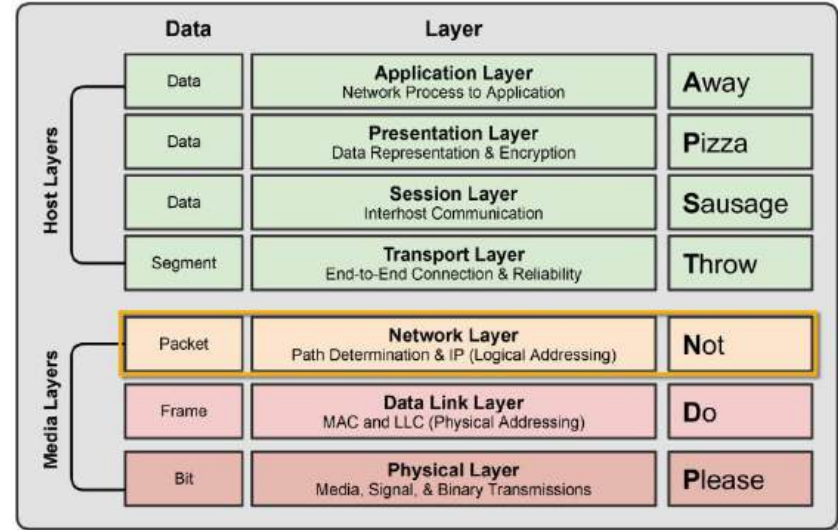 Data Layer
Data Application Layer Away
Network Process to Application
Data Presentation Layer Pizza
Data Representation & Encryption
Data Session Layer Sausage
Interhost Communication
Segment Transport Layer Throw
End-to-End Connection & Reliability
Host Layers
Packet Network Layer Not
Path Determination & IP (Logical Addressing)
Frame Data Link Layer Do
MAC and LLC (Physical Addressing)
Bit Physical Layer Please
Media, Signal, & Binary Transmissions
Media Layers